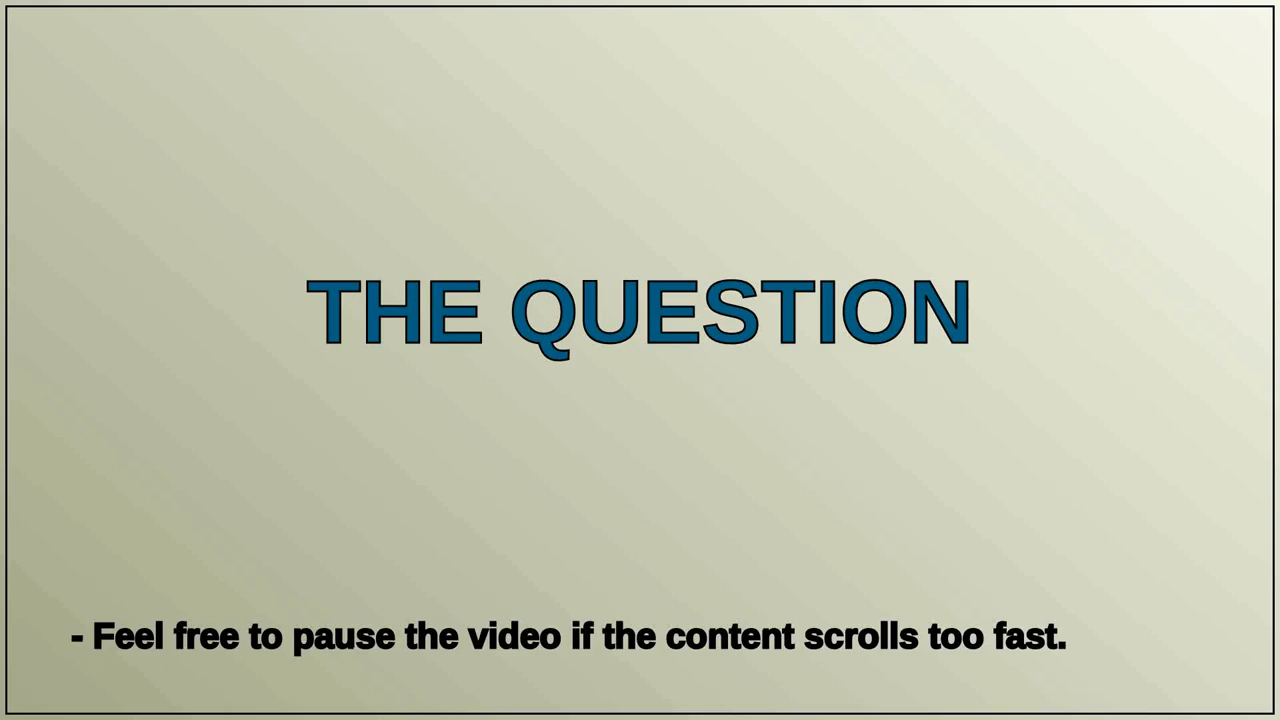 THE QUESTION
- Feel free to pause the video if the content scrolls too fast.